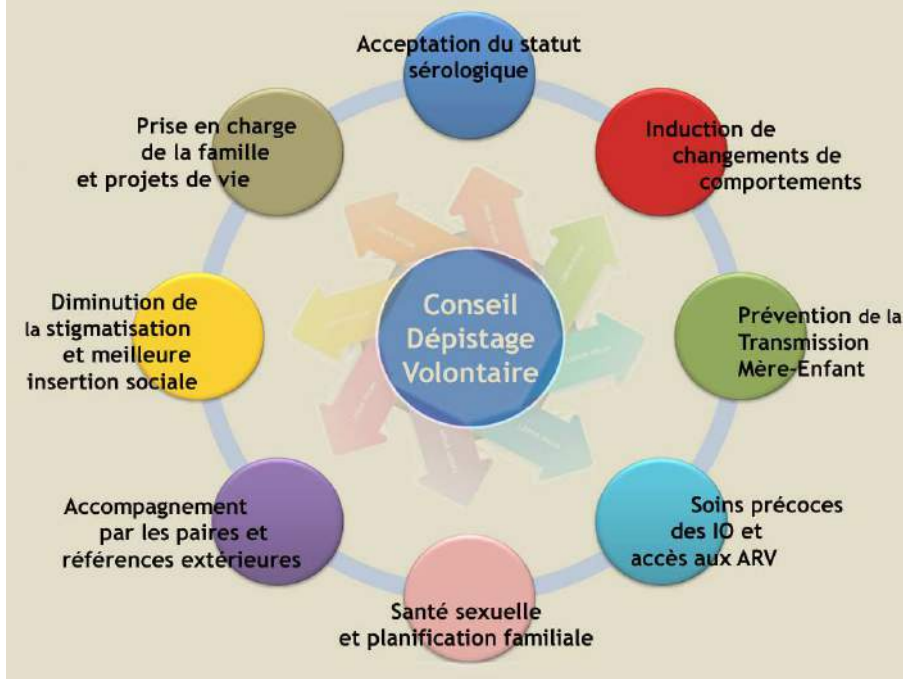 Acceptation du statut
sérologique
Induction de
changements de
comportements
Prévention de la
Transmission
Mère-Enfant
Soins précoces
des IO et
accès aux ARV
Santé sexuelle
et planification familiale
Accompagnement
par les paires et
références extérieures
Diminution de
la stigmatisation
et meilleure
insertion sociale
Prise en charge
de la famille
et projets de vie
Conseil
Dépistage
Volontaire